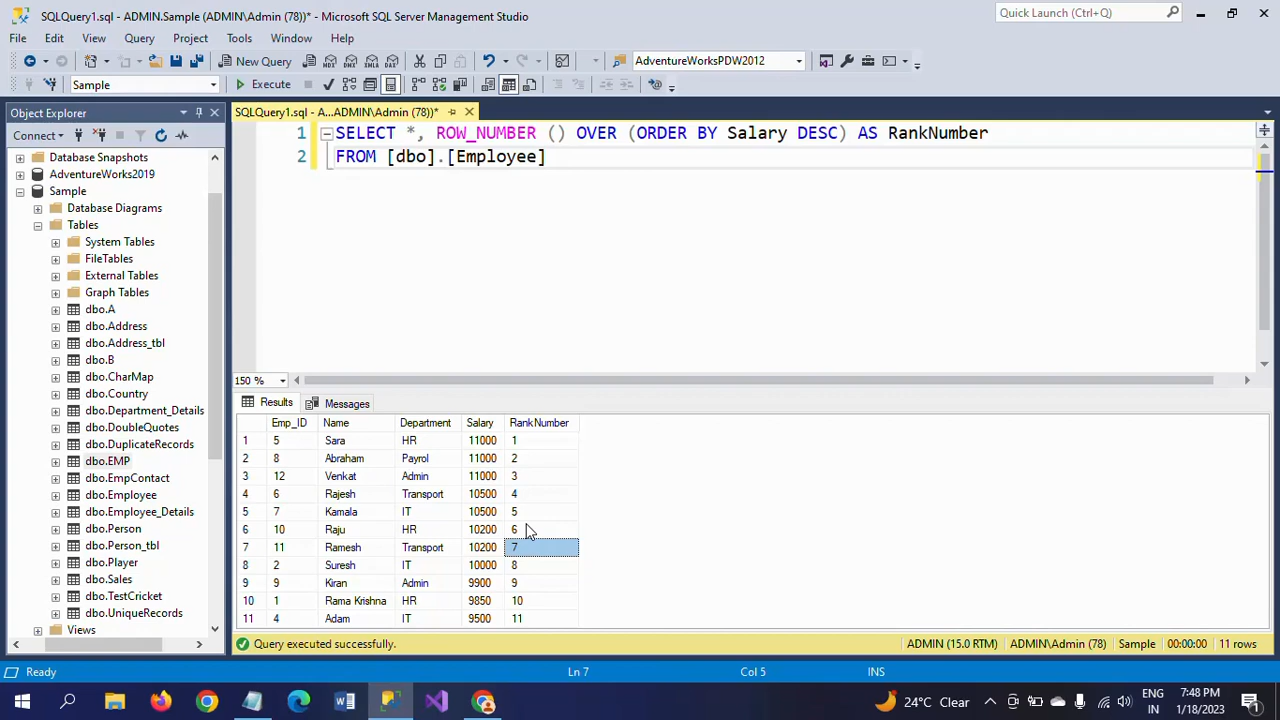 SQLQuery1.sql - ADMIN.Sample (ADMIN\Admin (78))* - Microsoft SQL Server Management Studio
Quick Launch (Ctrl+Q)
File Edit View Query Project Tools Window Help
New Query
MDX DMX XMLA DAX
AdventureWorksPDW2012
Sample
Execute
Object Explorer
SQLQuery1.sql - A...ADMIN\Admin (78))*
Connect
Database Snapshots
AdventureWorks2019
Sample
Database Diagrams
Tables
System Tables
FileTables
External Tables
Graph Tables
dbo.A
dbo.Address
dbo.Address_tbl
dbo.B
dbo.CharMap
dbo.Country
dbo.Department_Details
dbo.DoubleQuotes
dbo.DuplicateRecords
dbo.EMP
dbo.EmpContact
dbo.Employee
dbo.Employee_Details
dbo.Person
dbo.Person_tbl
dbo.Player
dbo.Sales
dbo.TestCricket
dbo.UniqueRecords
Views
1 SELECT *, ROW_NUMBER () OVER (ORDER BY Salary DESC) AS RankNumber
2 FROM [dbo].[Employee]
150 %
Results Messages
Emp_ID Name Department Salary RankNumber
1 5 Sara HR 11000 1
2 8 Abraham Payrol 11000 2
3 12 Venkat Admin 11000 3
4 6 Rajesh Transport 10500 4
5 7 Kamala IT 10500 5
6 10 Raju HR 10200 6
7 11 Ramesh Transport 10200 7
8 2 Suresh IT 10000 8
9 9 Kiran Admin 9900 9
10 1 Rama Krishna HR 9850 10
11 4 Adam IT 9500 11
Query executed successfully.
ADMIN (15.0 RTM) ADMIN\Admin (78) Sample 00:00:00 11 rows
Ready Ln 7 Col 5 INS
24°C Clear
ENG
IN
7:48 PM
1/18/2023
1